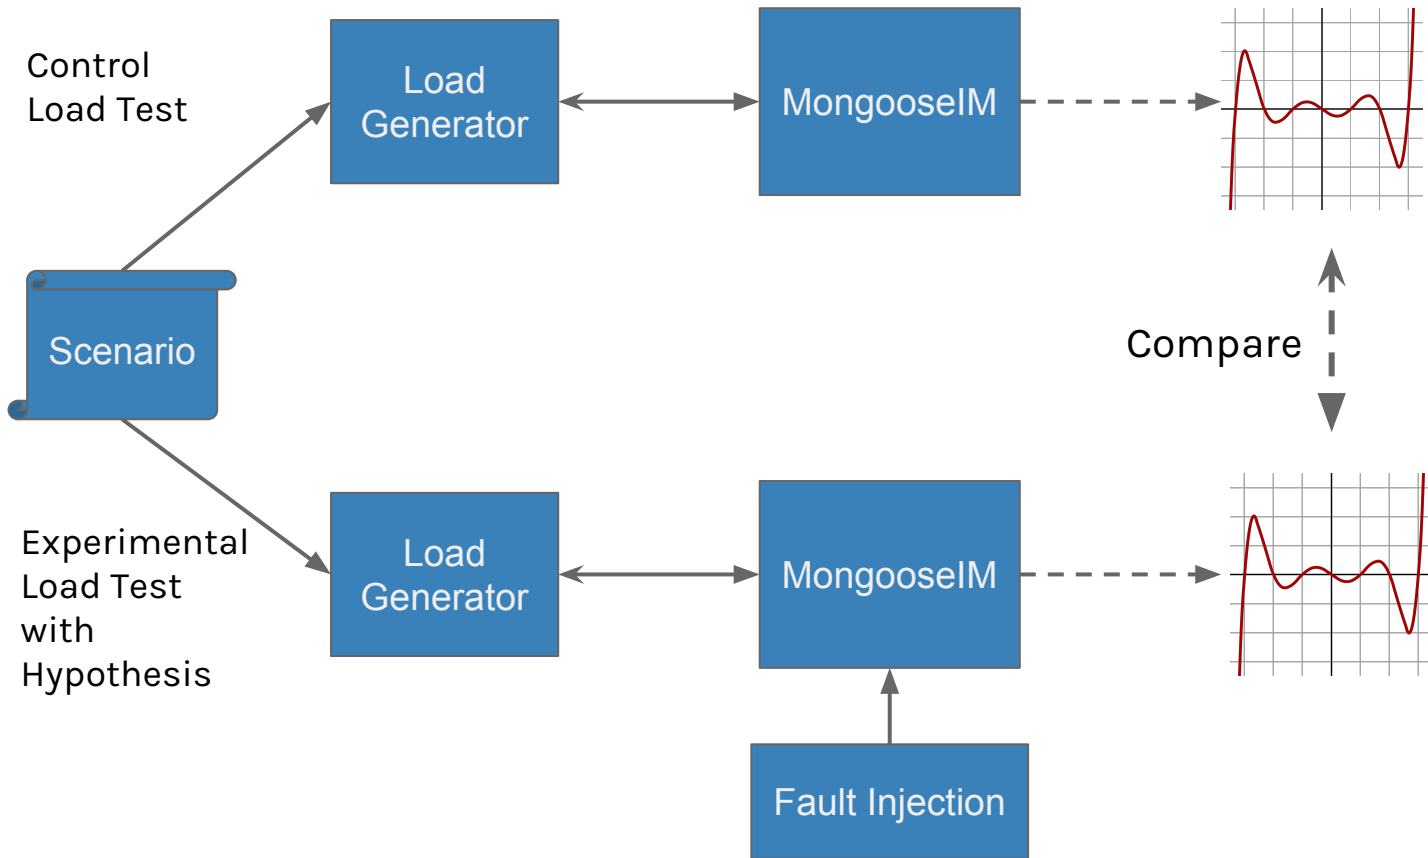 Control
Load Test
Load
Generator
MongooseIM
Scenario
Compare
Experimental
Load Test
with
Hypothesis
Load
Generator
MongooseIM
Fault Injection